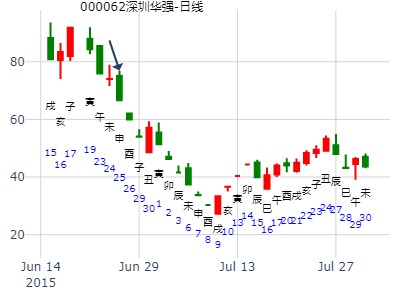 000062深圳华强-日线
80
60
40
20
戌 亥 子 寅 午 未 申 酉 子 丑 寅 卯 辰 未 申 酉 戌 亥 寅 卯 辰 巳 午 酉 戌 亥 子 丑 辰 巳 午 未
15 16 17 19 23 24 25 26 29 30 1 2 3 6 7 8 9 10 13 14 15 16 17 20 21 22 23 24 27 28 29 30
Jun 14 Jun 29 Jul 13 Jul 27
2015